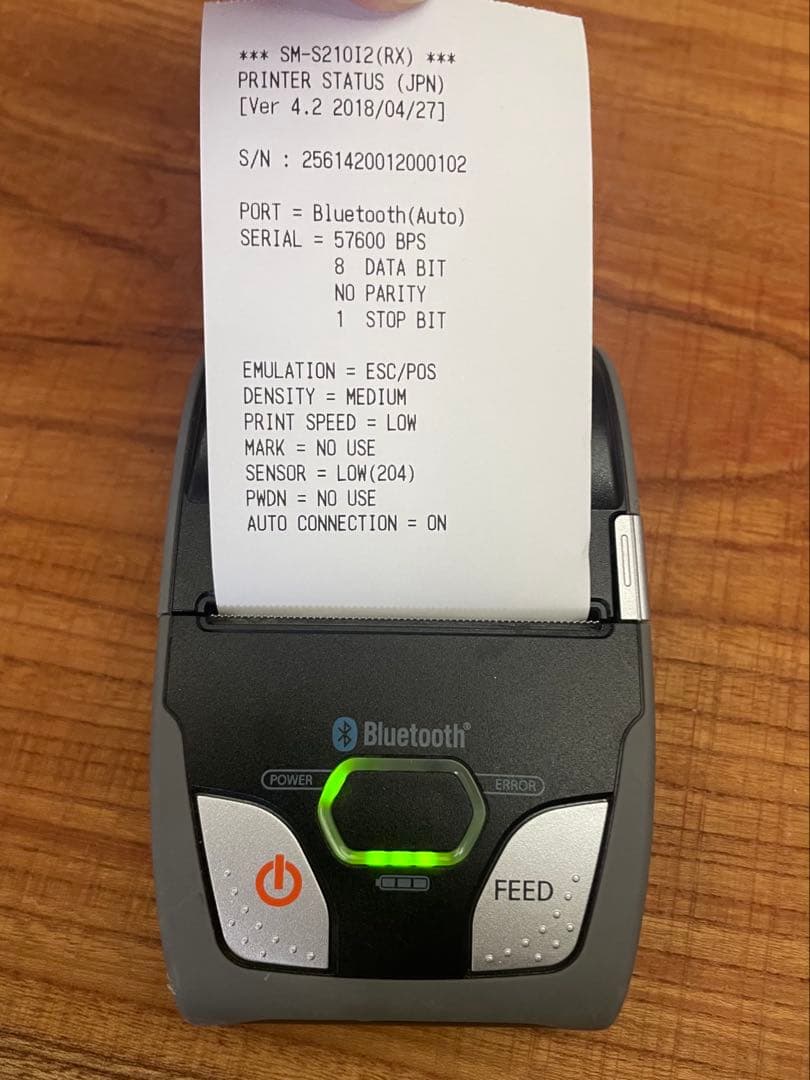 *** SM-S210I2(RX) ***
PRINTER STATUS (JPN)
[Ver 4.2 2018/04/27]
S/N : 2561420012000102
PORT = Bluetooth(Auto)
SERIAL = 57600 BPS
8 DATA BIT
NO PARITY
1 STOP BIT
EMULATION = ESC/POS
DENSITY = MEDIUM
PRINT SPEED = LOW
MARK = NO USE
SENSOR = LOW(204)
PWDN = NO USE
AUTO CONNECTION = ON
Bluetooth®
POWER ERROR
FEED